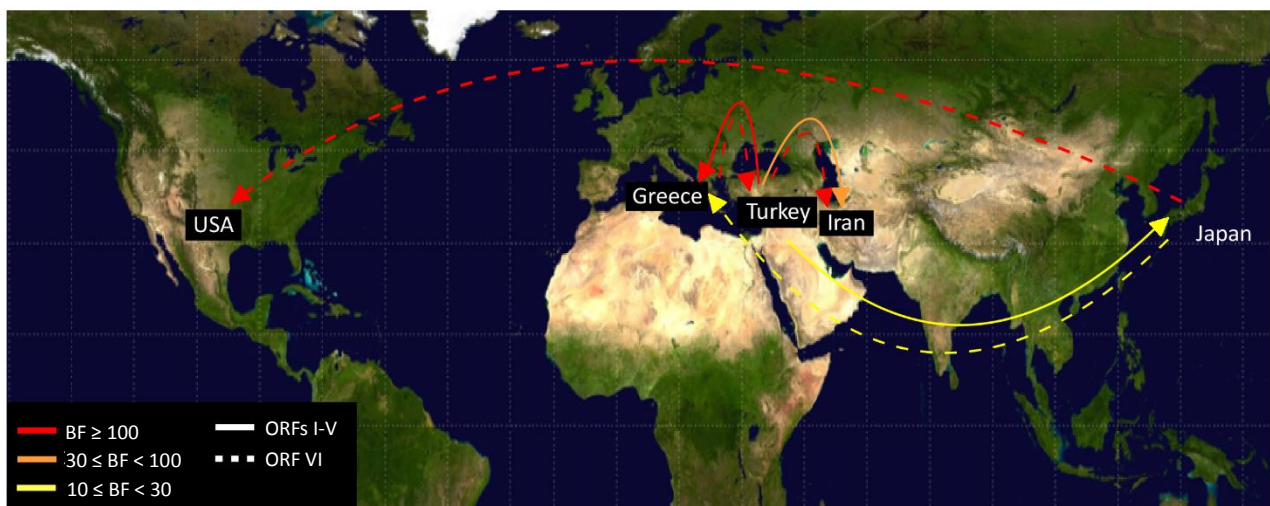 Greece
Turkey
Iran
USA
Japan
BF ≥ 100
30 ≤ BF < 100
10 ≤ BF < 30
ORFs I-V
ORF VI